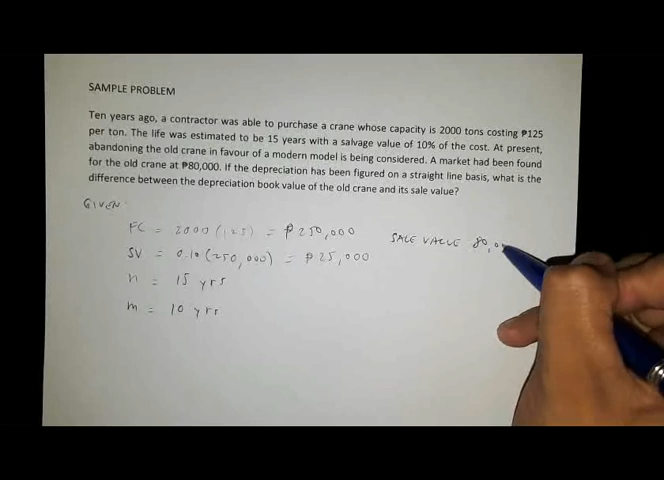 SAMPLE PROBLEM
Ten years ago, a contractor was able to purchase a crane whose capacity is 2000 tons costing ₱125
per ton. The life was estimated to be 15 years with a salvage value of 10% of the cost. At present,
abandoning the old crane in favour of a modern model is being considered. A market had been found
for the old crane at ₱80,000. If the depreciation has been figured on a straight line basis, what is the
difference between the depreciation book value of the old crane and its sale value?
GIVEN:
FC = 2000 (125) = ₱250,000
SALE VALUE 80,00
SV = 0.10 (250,000) = ₱25,000
n = 15 yrs
m = 10 yrs